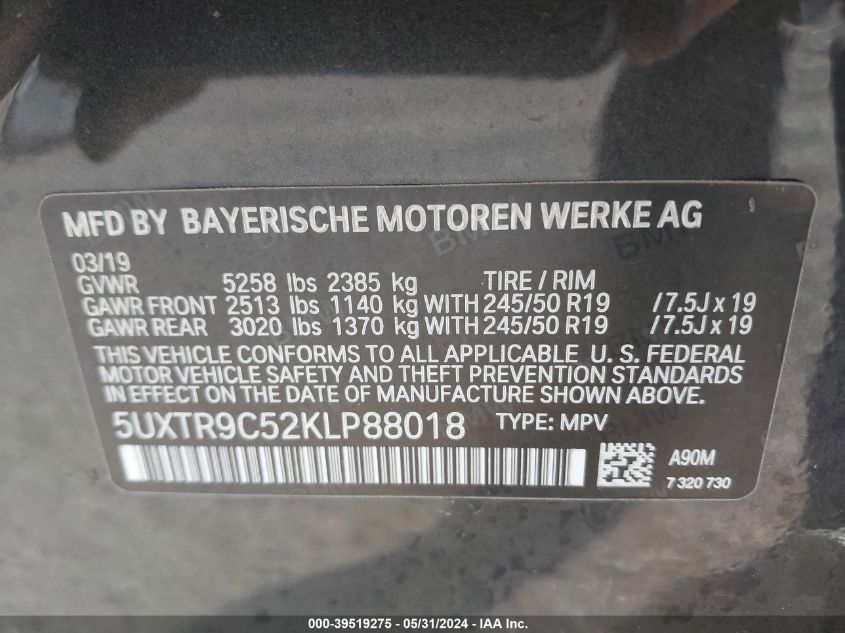 MFD BY BAYERISCHE MOTOREN WERKE AG
03/19
GVWR 5258 lbs 2385 kg TIRE / RIM
GAWR FRONT 2513 lbs 1140 kg WITH 245/50 R19 /7.5J x 19
GAWR REAR 3020 lbs 1370 kg WITH 245/50 R19 /7.5J x 19
THIS VEHICLE CONFORMS TO ALL APPLICABLE U. S. FEDERAL
MOTOR VEHICLE SAFETY AND THEFT PREVENTION STANDARDS
IN EFFECT ON THE DATE OF MANUFACTURE SHOWN ABOVE.
5UXTR9C52KLP88018 TYPE: MPV
A90M
7 320 730
000-39519275 - 05/31/2024 - IAA Inc.